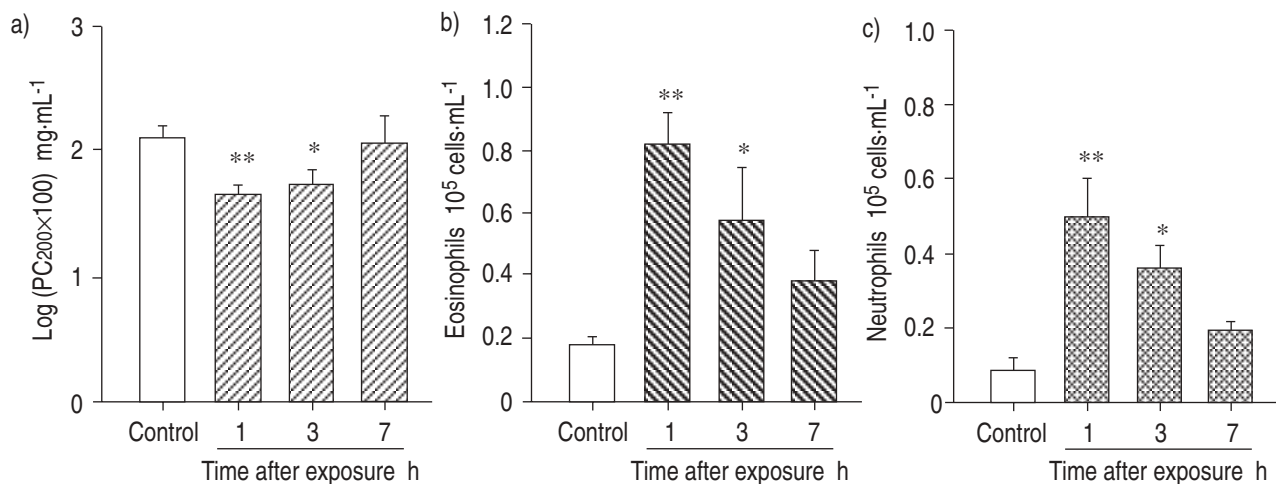 a)
Log (PC200×100) mg·mL-1
3
2
1
0
**
*
Control 1 3 7
Time after exposure h
b)
Eosinophils 10⁵ cells·mL-1
1.2
1.0
0.8
0.6
0.4
0.2
0
**
*
Control 1 3 7
Time after exposure h
c)
Neutrophils 10⁵ cells·mL-1
1.0
0.8
0.6
0.4
0.2
0
**
*
Control 1 3 7
Time after exposure h